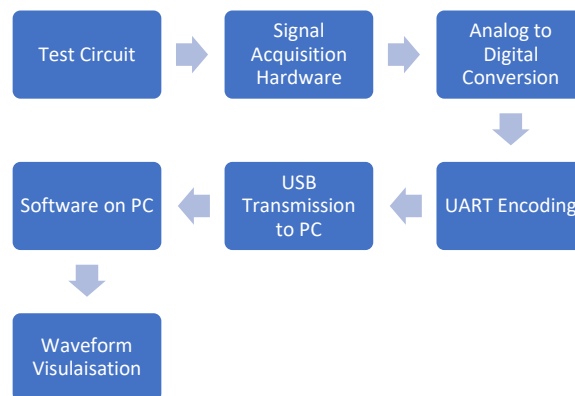 Test Circuit
Signal
Acquisition
Hardware
Analog to
Digital
Conversion
UART Encoding
USB
Transmission
to PC
Software on PC
Waveform
Visulaisation